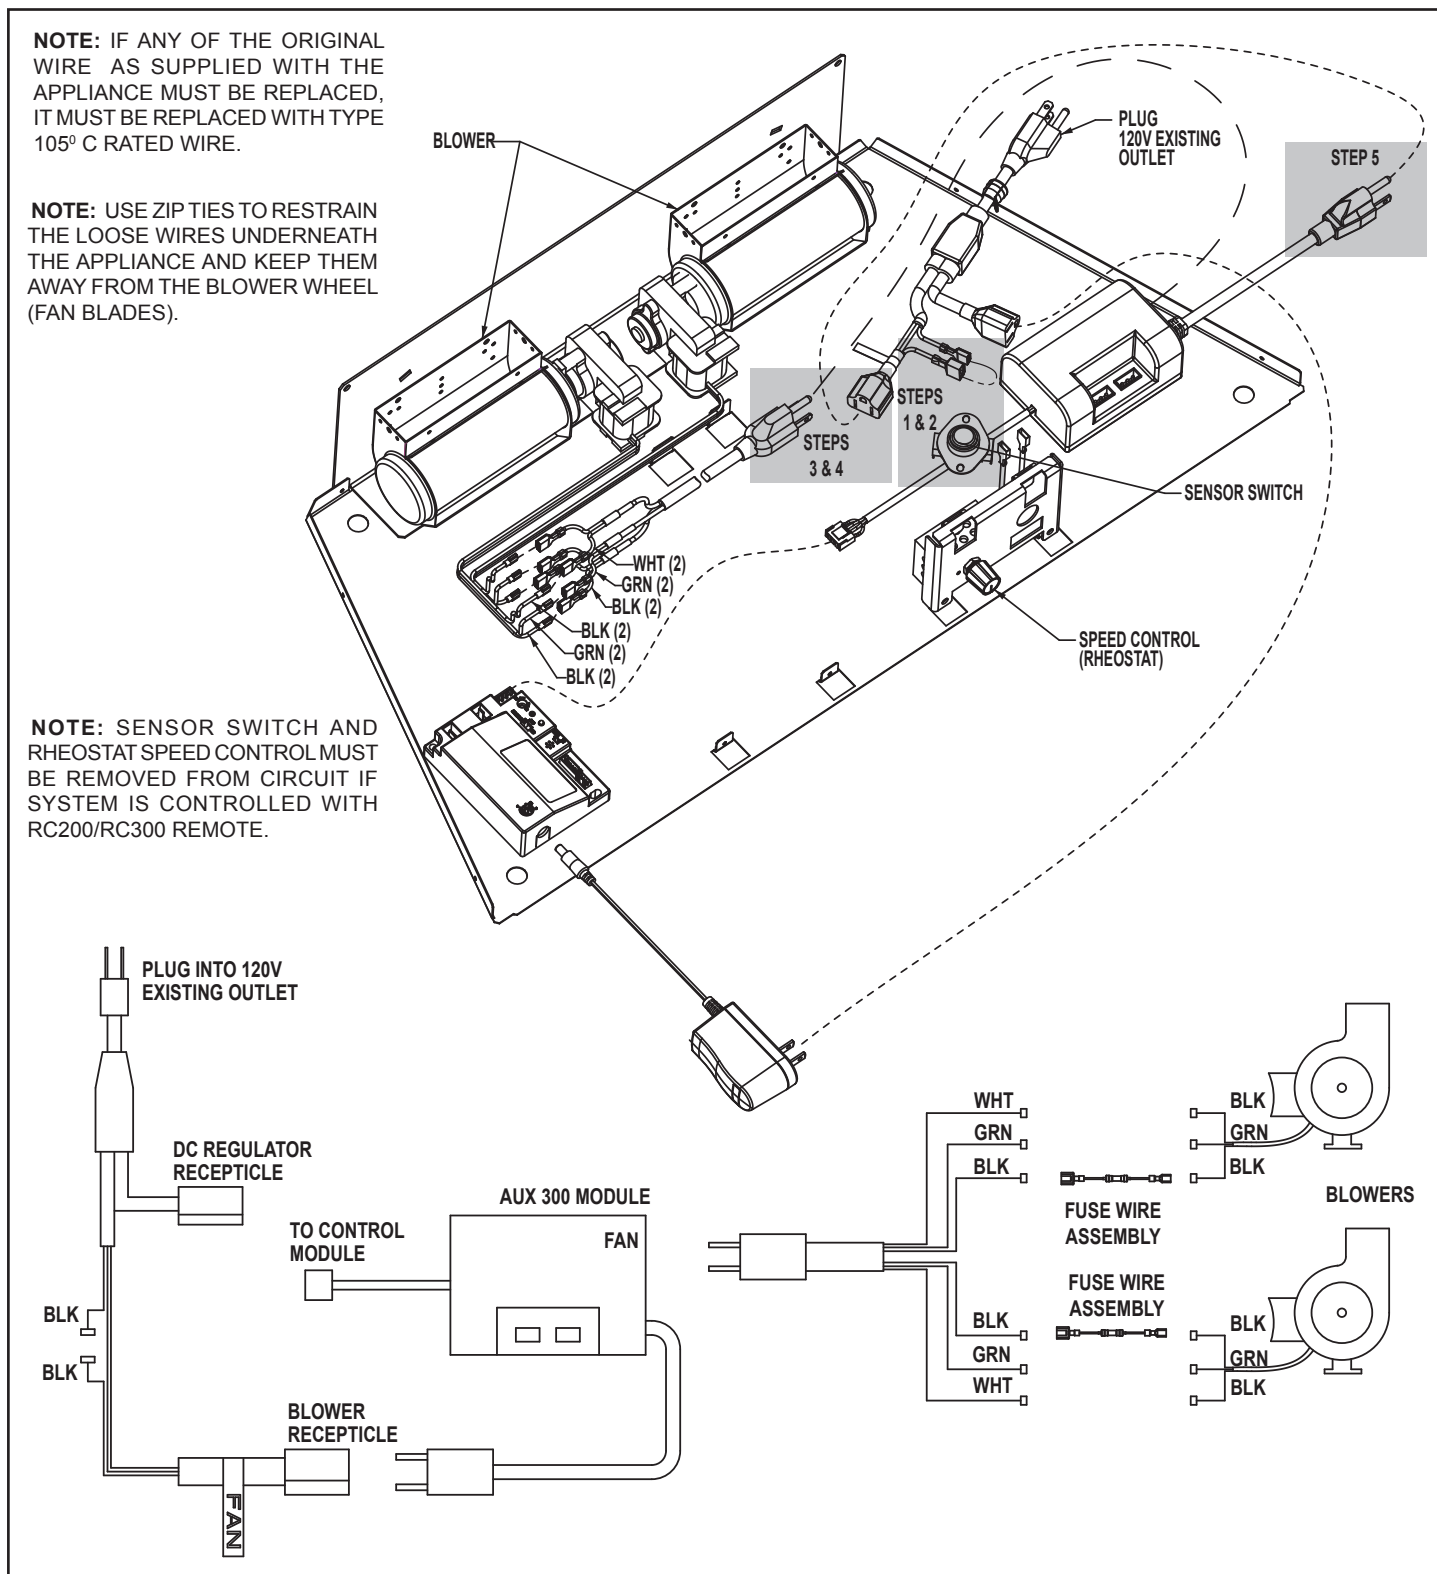 NOTE: IF ANY OF THE ORIGINAL
WIRE AS SUPPLIED WITH THE
APPLIANCE MUST BE REPLACED,
IT MUST BE REPLACED WITH TYPE
105⁰ C RATED WIRE.
NOTE: USE ZIP TIES TO RESTRAIN
THE LOOSE WIRES UNDERNEATH
THE APPLIANCE AND KEEP THEM
AWAY FROM THE BLOWER WHEEL
(FAN BLADES).
BLOWER
PLUG
120V EXISTING
OUTLET
STEP 5
STEPS
1 & 2
STEPS
3 & 4
SENSOR SWITCH
WHT (2)
GRN (2)
BLK (2)
BLK (2)
GRN (2)
BLK (2)
SPEED CONTROL
(RHEOSTAT)
NOTE: SENSOR SWITCH AND
RHEOSTAT SPEED CONTROL MUST
BE REMOVED FROM CIRCUIT IF
SYSTEM IS CONTROLLED WITH
RC200/RC300 REMOTE.
PLUG INTO 120V
EXISTING OUTLET
DC REGULATOR
RECEPTICLE
BLK
BLK
BLOWER
RECEPTICLE
FAN
TO CONTROL
MODULE
AUX 300 MODULE
FAN
WHT
GRN
BLK
FUSE WIRE
ASSEMBLY
FUSE WIRE
ASSEMBLY
BLK
GRN
WHT
BLK
GRN
BLK
BLOWERS
BLK
GRN
BLK